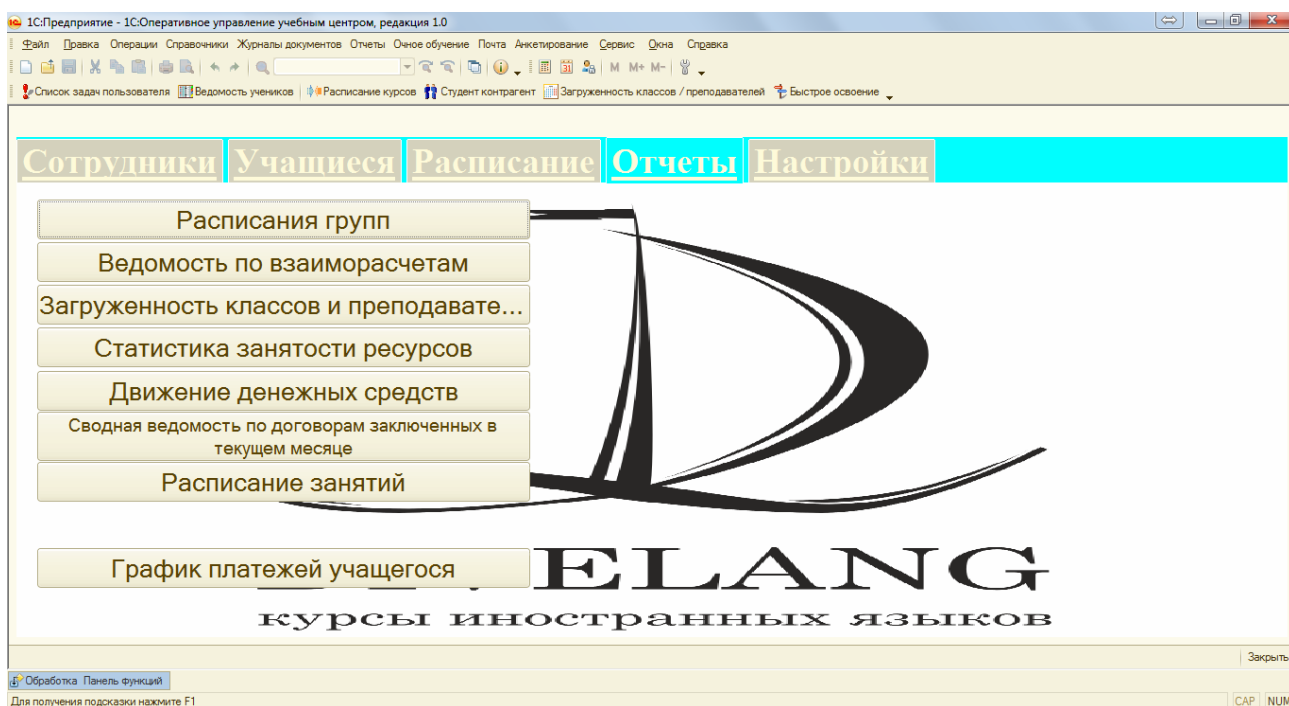 1С:Предприятие - 1С:Оперативное управление учебным центром, редакция 1.0
Файл Правка Операции Справочники Журналы документов Отчеты Очное обучение Почта Анкетирование Сервис Окна Справка
M M+ M-
Список задач пользователя Ведомость учеников Расписание курсов Студент контрагент Загруженность классов / преподавателей Быстрое освоение
Сотрудники Учащиеся Расписание Отчеты Настройки
Расписания групп
Ведомость по взаиморасчетам
Загруженность классов и преподавате...
Статистика занятости ресурсов
Движение денежных средств
Сводная ведомость по договорам заключенных в
текущем месяце
Расписание занятий
График платежей учащегося
ELANG
курсы иностранных языков
Закрыть
Обработка Панель функций
Для получения подсказки нажмите F1
CAP NUM